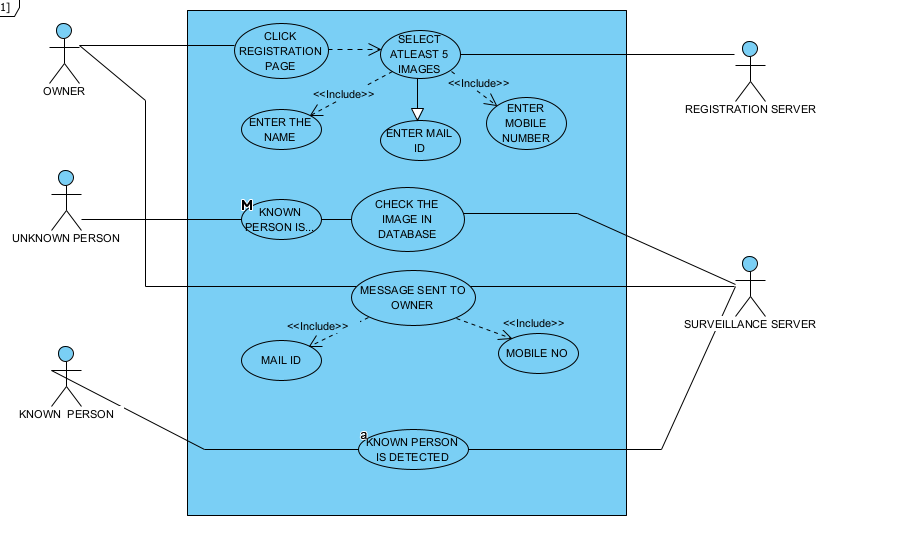 1]
CLICK
REGISTRATION
PAGE
SELECT
ATLEAST 5
IMAGES
<<Include>>
<<Include>>
ENTER THE
NAME
ENTER MAIL
ID
ENTER
MOBILE
NUMBER
OWNER
REGISTRATION SERVER
M
KNOWN
PERSON IS...
CHECK THE
IMAGE IN
DATABASE
UNKNOWN PERSON
MESSAGE SENT TO
OWNER
<<Include>>
<<Include>>
MAIL ID
MOBILE NO
SURVEILLANCE SERVER
KNOWN PERSON
a
KNOWN PERSON
IS DETECTED